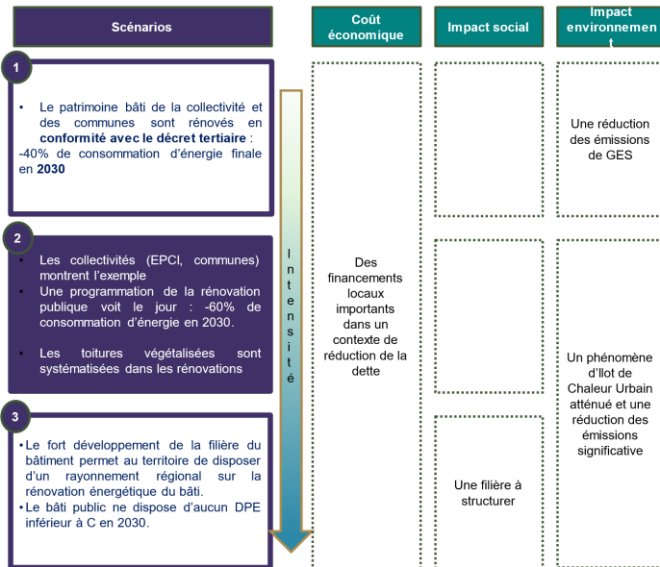 Scénarios
Coût
économique
Impact social
Impact
environnemen
t
1
• Le patrimoine bâti de la collectivité et
des communes sont rénovés en
conformité avec le décret tertiaire :
-40% de consommation d'énergie finale
en 2030
Une réduction
des émissions
de GES
2
• Les collectivités (EPCI, communes)
montrent l'exemple
• Une programmation de la rénovation
publique voit le jour : -60% de
consommation d'énergie en 2030.
• Les toitures végétalisées sont
systématisées dans les rénovations
Intensité
Des
financements
locaux
importants
dans un
contexte de
réduction de la
dette
Un phénomène
d'Ilot de
Chaleur Urbain
atténué et une
réduction des
émissions
significative
3
• Le fort développement de la filière du
bâtiment permet au territoire de disposer
d'un rayonnement régional sur la
rénovation énergétique du bâti.
• Le bâti public ne dispose d'aucun DPE
inférieur à C en 2030.
Une filière à
structurer